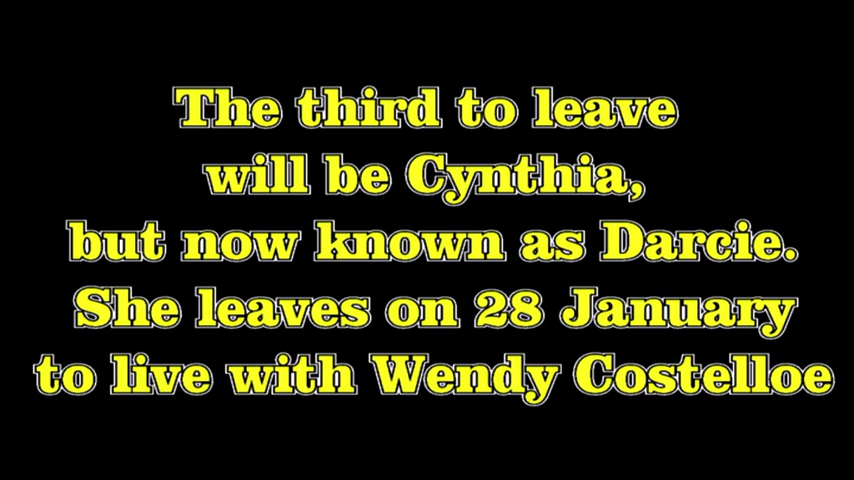 The third to leave
will be Cynthia,
but now known as Darcie.
She leaves on 28 January
to live with Wendy Costelloe